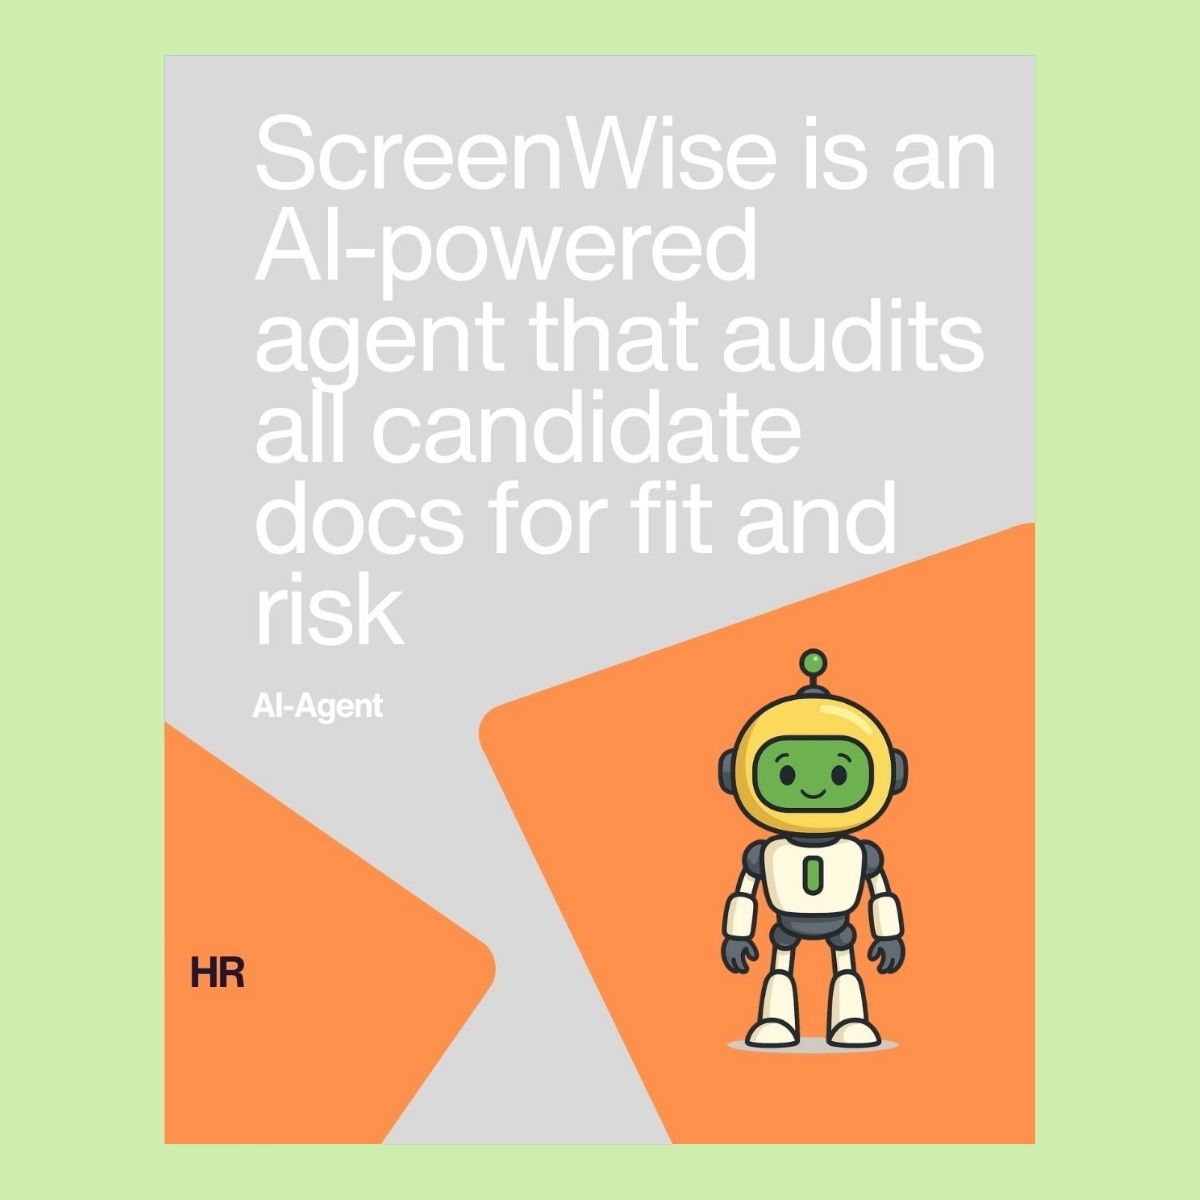 ScreenWise is an
AI-powered
agent that audits
all candidate
docs for fit and
risk
AI-Agent
HR